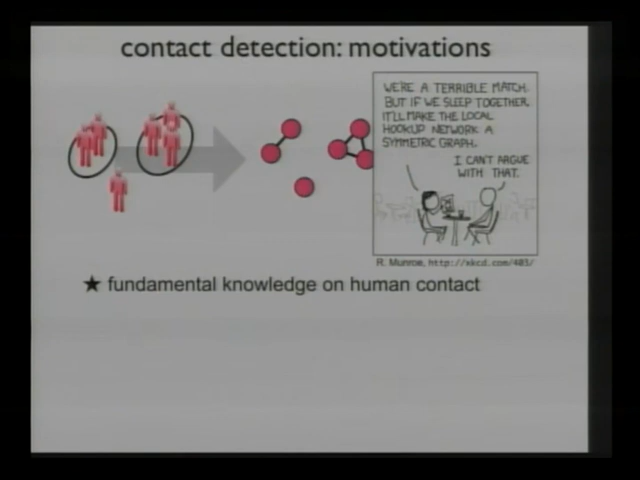 contact detection: motivations
WE'RE A TERRIBLE MATCH.
BUT IF WE SLEEP TOGETHER,
IT'LL MAKE THE LOCAL
HOOKUP NETWORK A
SYMMETRIC GRAPH.
I CAN'T ARGUE
WITH THAT.
R. Munroe, http://xkcd.com/403/
★ fundamental knowledge on human contact